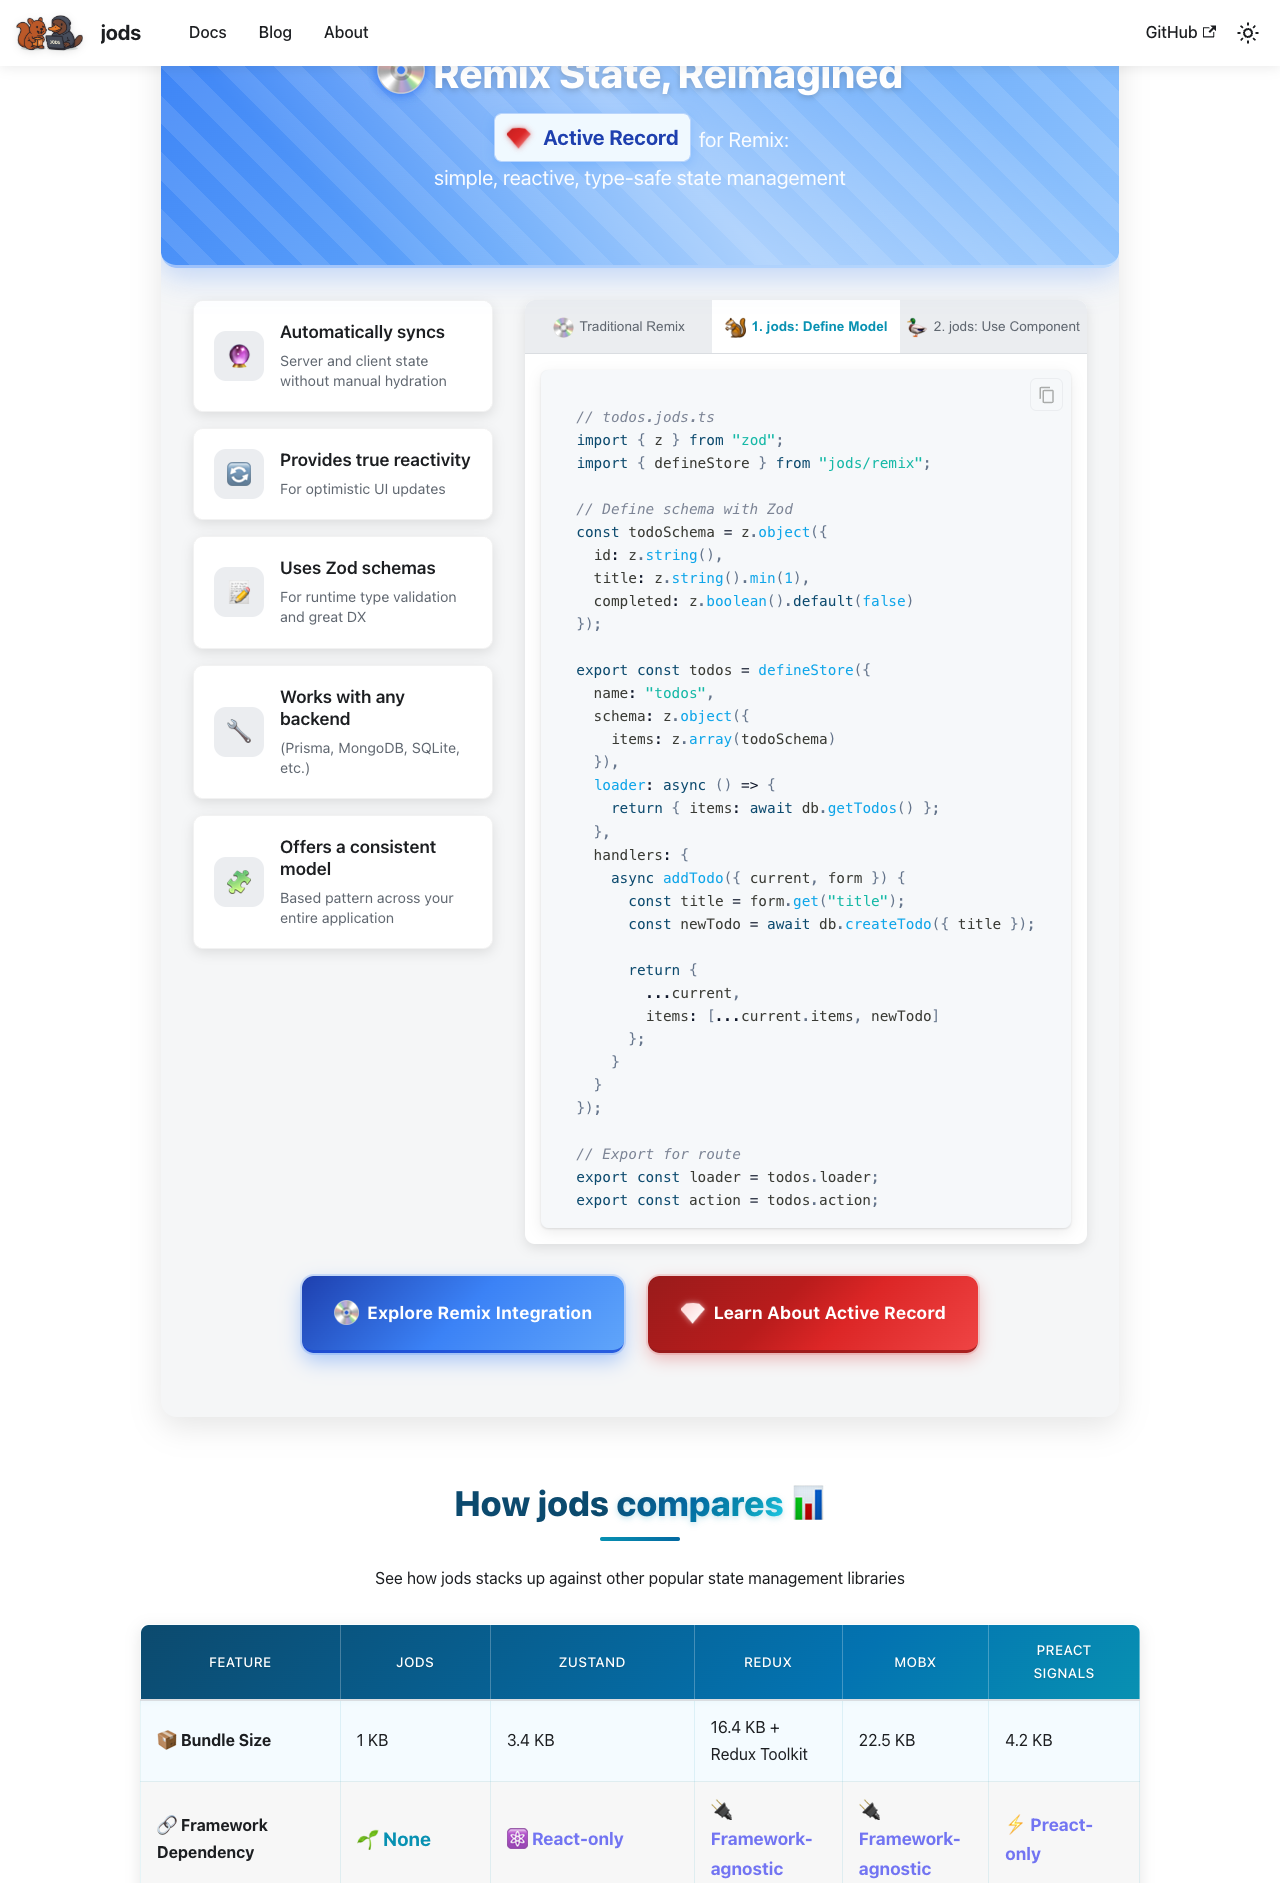 jods
Docs
Blog
About
GitHub
Remix State, Reimagined
Active Record for Remix:
simple, reactive, type-safe state management
Automatically syncs
Server and client state
without manual hydration
Provides true reactivity
For optimistic UI updates
Uses Zod schemas
For runtime type validation
and great DX
Works with any
backend
(Prisma, MongoDB, SQLite,
etc.)
Offers a consistent
model
Based pattern across your
entire application
Traditional Remix
1. jods: Define Model
2. jods: Use Component
// todos.jods.ts
import { z } from "zod";
import { defineStore } from "jods/remix";
// Define schema with Zod
const todoSchema = z.object({
  id: z.string(),
  title: z.string().min(1),
  completed: z.boolean().default(false)
});
export const todos = defineStore({
  name: "todos",
  schema: z.object({
    items: z.array(todoSchema)
  }),
  loader: async () => {
    return { items: await db.getTodos() };
  },
  handlers: {
    async addTodo({ current, form }) {
      const title = form.get("title");
      const newTodo = await db.createTodo({ title });
      return {
        ...current,
        items: [...current.items, newTodo]
      };
    }
  }
});
// Export for route
export const loader = todos.loader;
export const action = todos.action;
Explore Remix Integration
Learn About Active Record
How jods compares
See how jods stacks up against other popular state management libraries
FEATURE
JODS
ZUSTAND
REDUX
MOBX
PREACT
SIGNALS
Bundle Size
1 KB
3.4 KB
16.4 KB +
Redux Toolkit
22.5 KB
4.2 KB
Framework
Dependency
None
React-only
Framework-
agnostic
Framework-
agnostic
Preact-
only